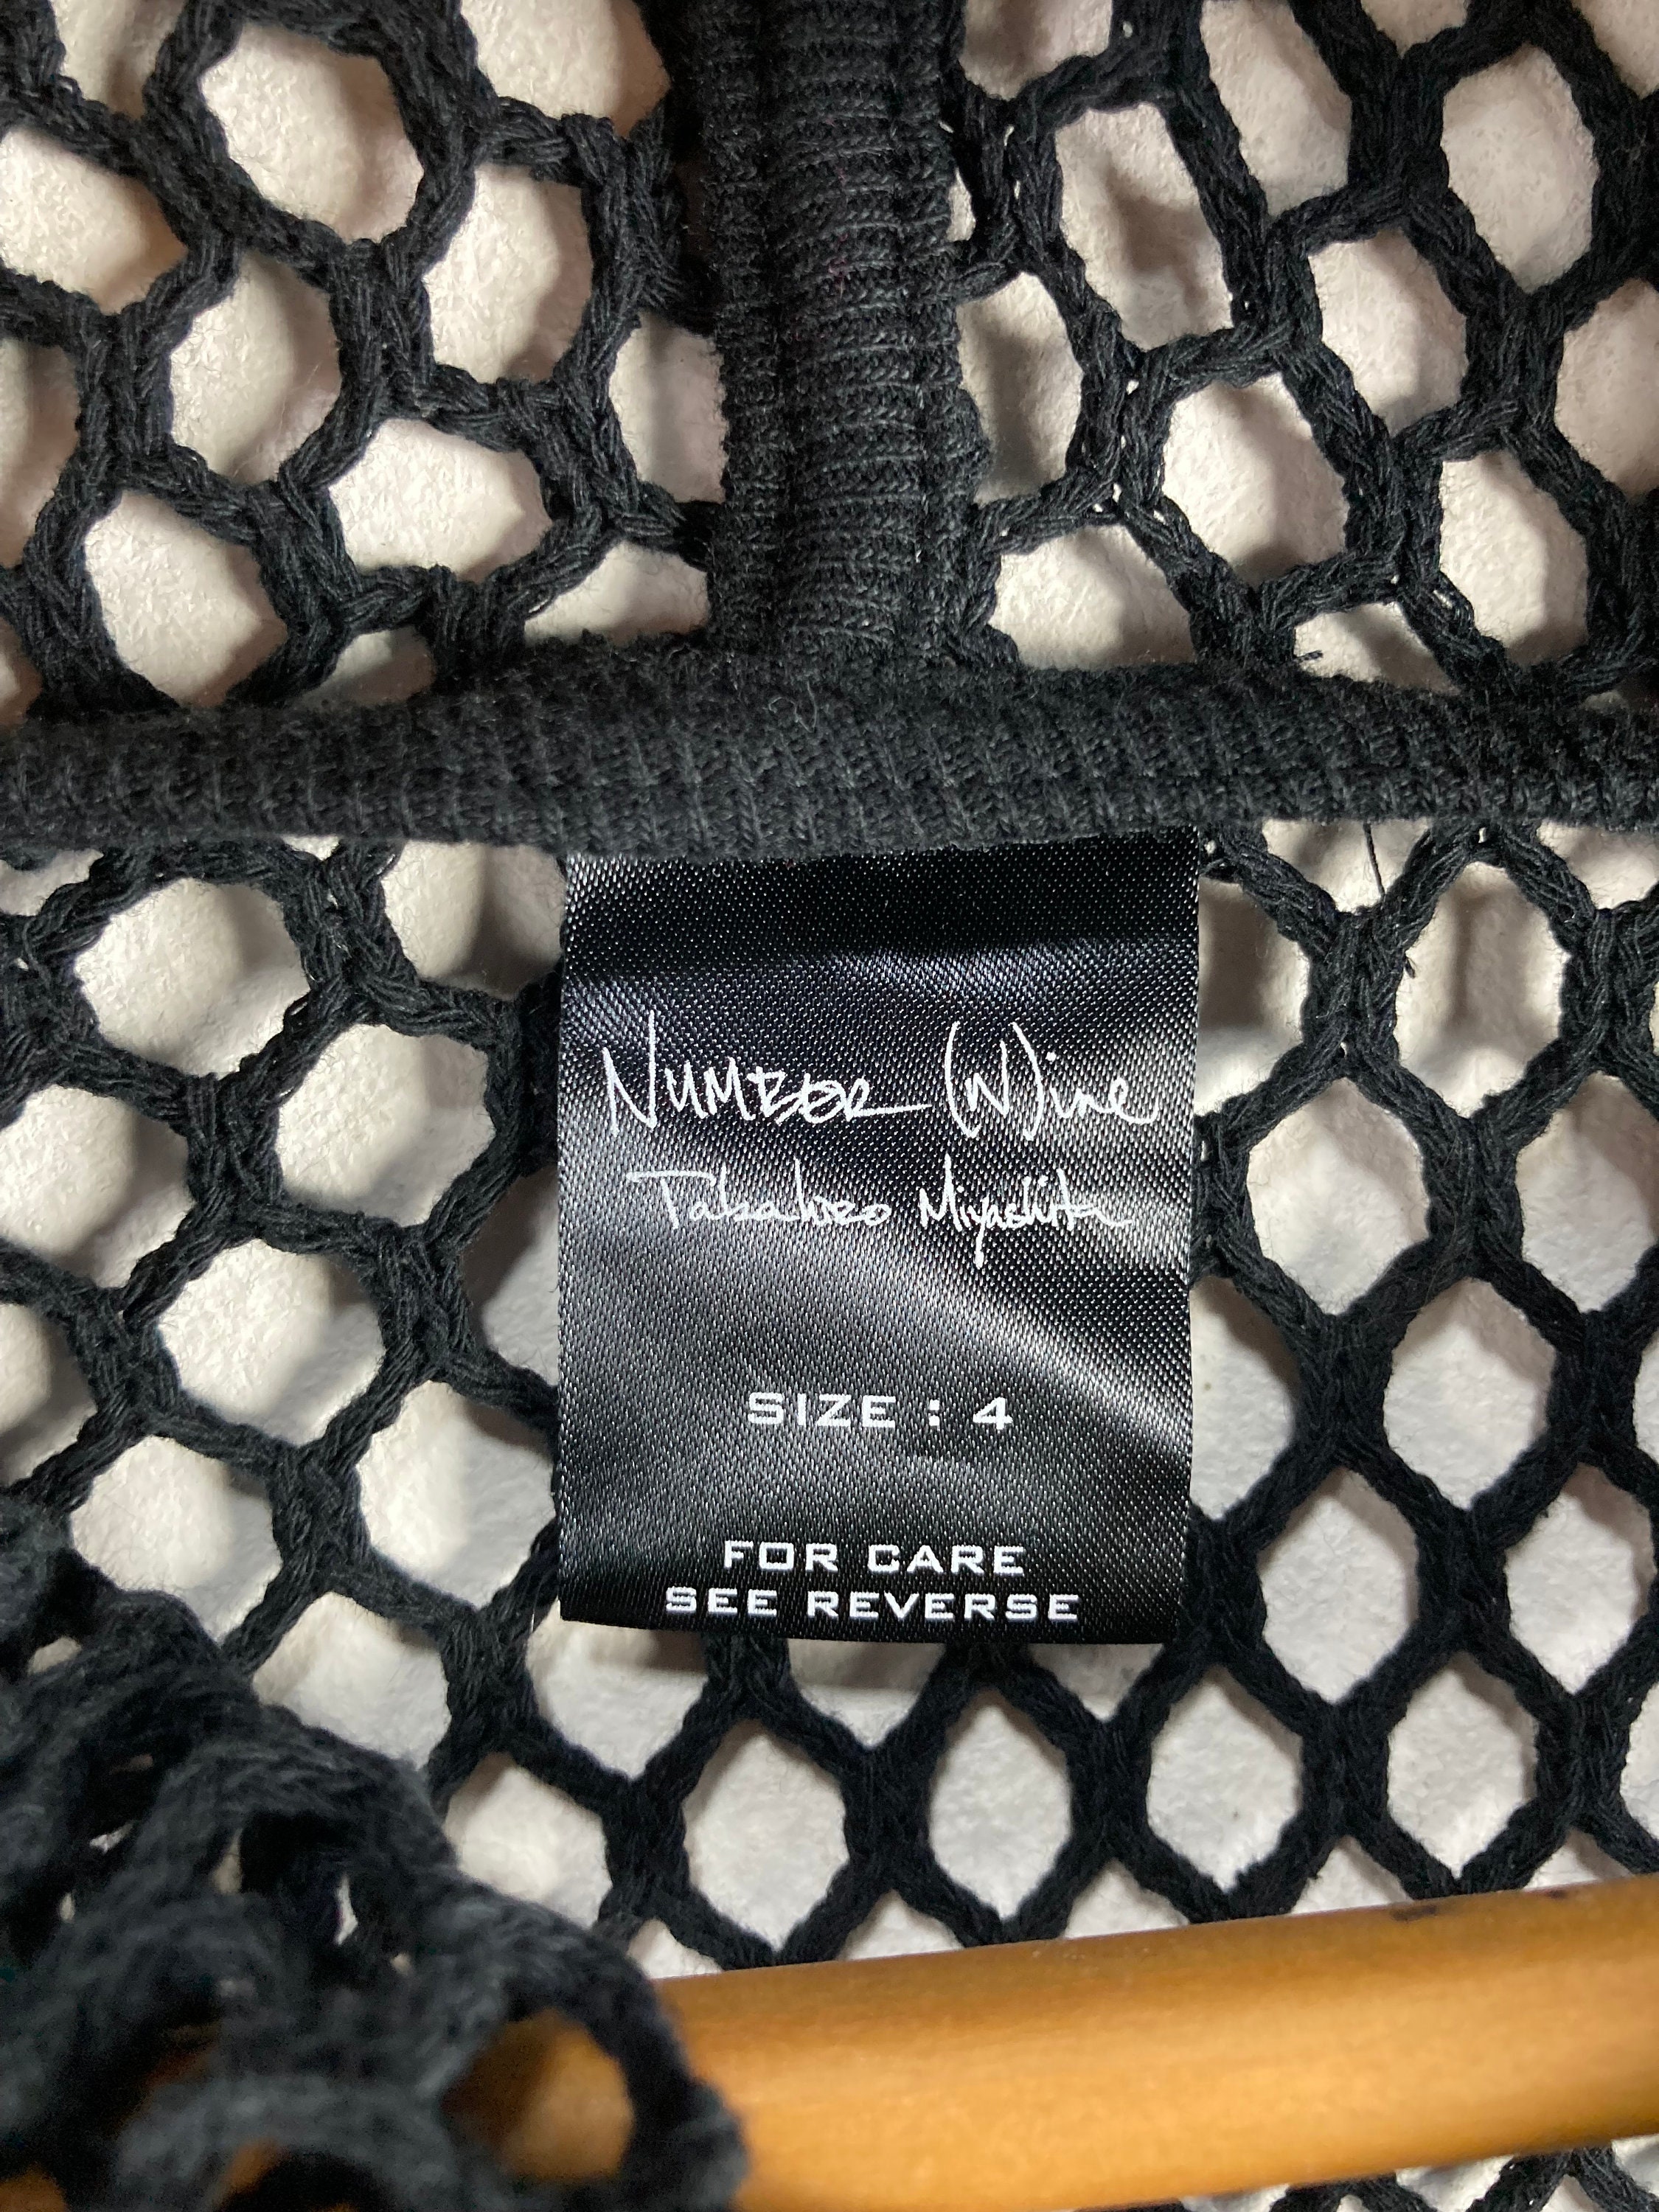 NUMBER (N)ine
Takahiro Miyashita
SIZE : 4
FOR CARE
SEE REVERSE